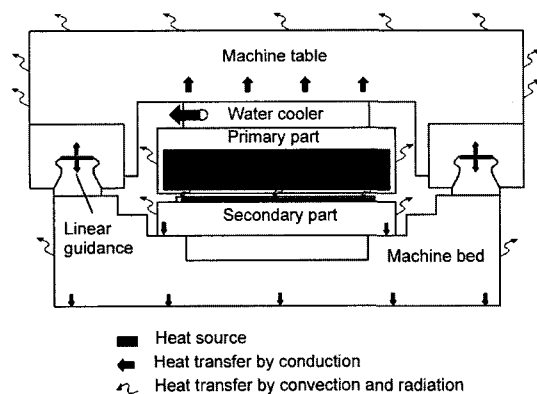 Machine table
Water cooler
Primary part
Secondary part
Linear
guidance
Machine bed
Heat source
Heat transfer by conduction
Heat transfer by convection and radiation